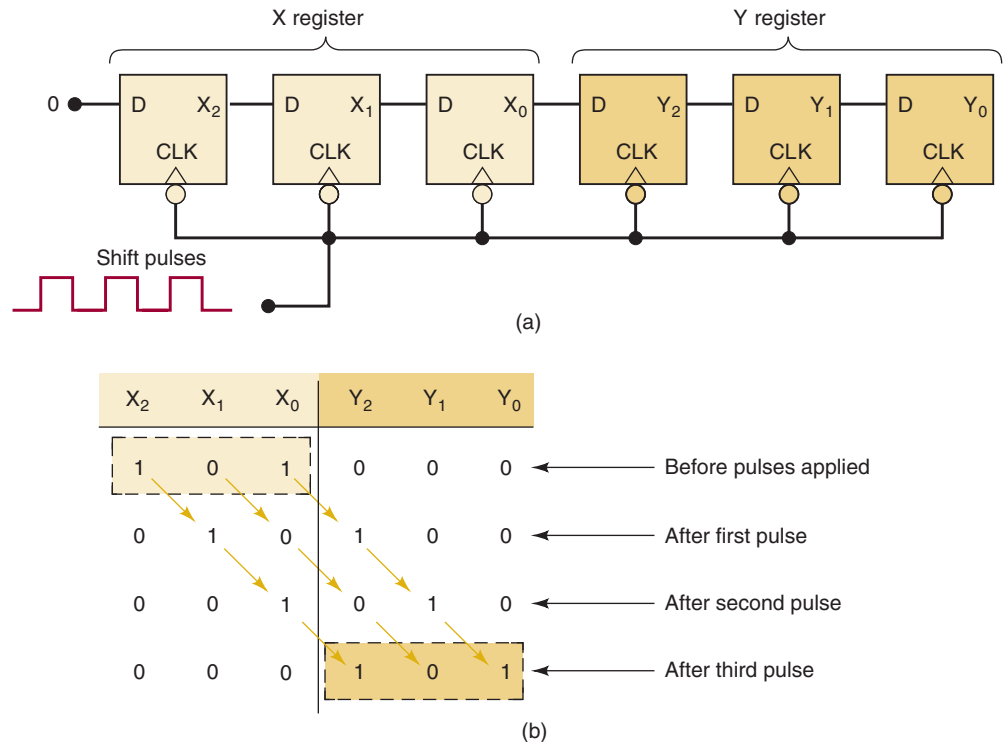 X register Y register
0 D X₂ D X₁ D X₀ D Y₂ D Y₁ D Y₀
CLK CLK CLK CLK CLK CLK
Shift pulses
(a)
X₂ X₁ X₀ Y₂ Y₁ Y₀
1 0 1 0 0 0 Before pulses applied
0 1 0 1 0 0 After first pulse
0 0 1 0 1 0 After second pulse
0 0 0 1 0 1 After third pulse
(b)